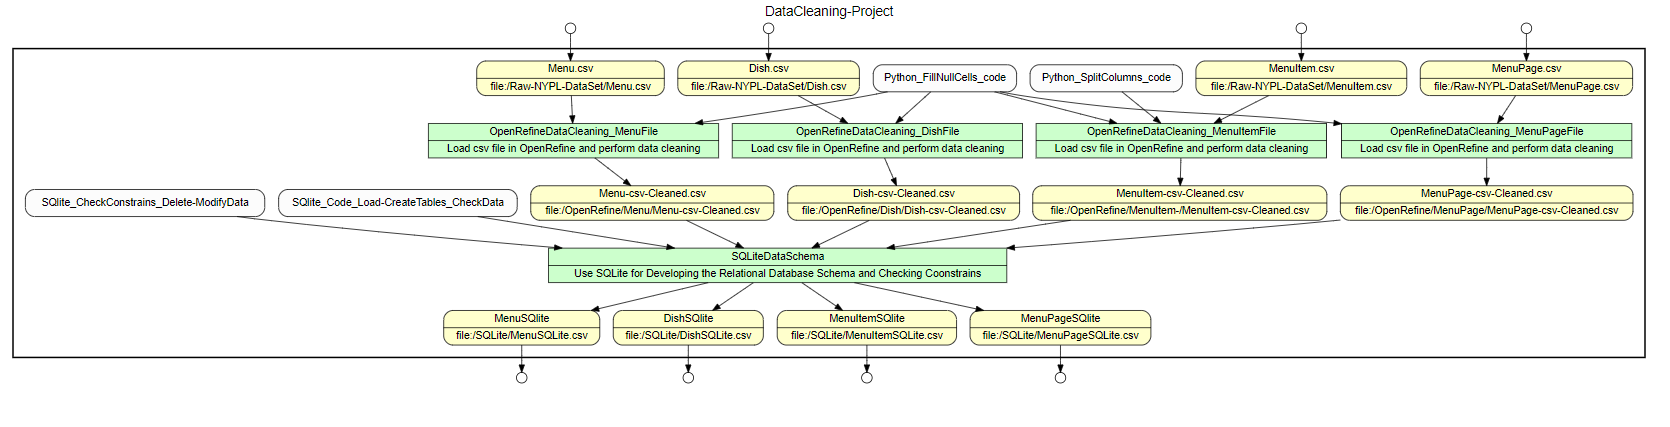 DataCleaning-Project
Menu.csv
file:/Raw-NYPL-DataSet/Menu.csv
Dish.csv
file:/Raw-NYPL-DataSet/Dish.csv
Python_FillNullCells_code
Python_SplitColumns_code
MenuItem.csv
file:/Raw-NYPL-DataSet/MenuItem.csv
MenuPage.csv
file:/Raw-NYPL-DataSet/MenuPage.csv
OpenRefineDataCleaning_MenuFile
Load csv file in OpenRefine and perform data cleaning
OpenRefineDataCleaning_DishFile
Load csv file in OpenRefine and perform data cleaning
OpenRefineDataCleaning_MenuItemFile
Load csv file in OpenRefine and perform data cleaning
OpenRefineDataCleaning_MenuPageFile
Load csv file in OpenRefine and perform data cleaning
SQlite_CheckConstrains_Delete-ModifyData
SQlite_Code_Load-CreateTables_CheckData
Menu-csv-Cleaned.csv
file:/OpenRefine/Menu/Menu-csv-Cleaned.csv
Dish-csv-Cleaned.csv
file:/OpenRefine/Dish/Dish-csv-Cleaned.csv
MenuItem-csv-Cleaned.csv
file:/OpenRefine/MenuItem-/MenuItem-csv-Cleaned.csv
MenuPage-csv-Cleaned.csv
file:/OpenRefine/MenuPage/MenuPage-csv-Cleaned.csv
SQLiteDataSchema
Use SQLite for Developing the Relational Database Schema and Checking Coonstrains
MenuSQlite
file:/SQLite/MenuSQLite.csv
DishSQlite
file:/SQLite/DishSQLite.csv
MenuItemSQlite
file:/SQLite/MenuItemSQLite.csv
MenuPageSQlite
file:/SQLite/MenuPageSQLite.csv